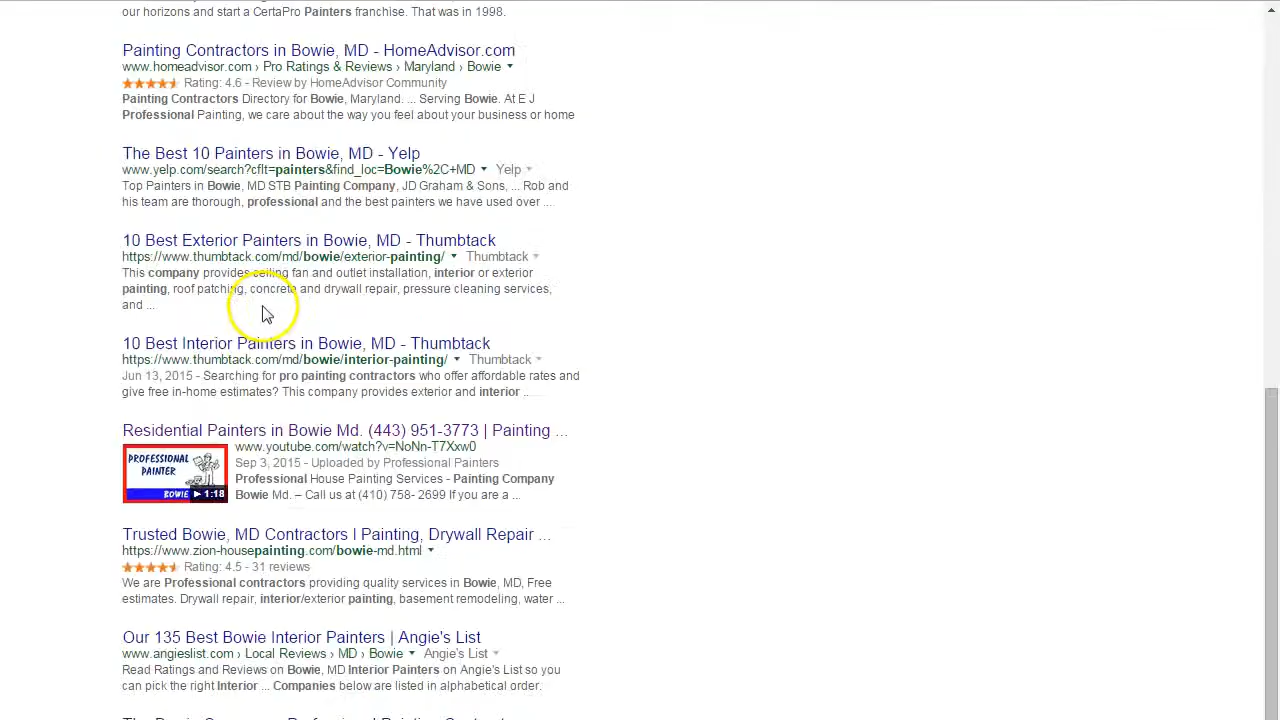 our horizons and start a CertaPro Painters franchise. That was in 1998.
Painting Contractors in Bowie, MD - HomeAdvisor.com
www.homeadvisor.com › Pro Ratings & Reviews › Maryland › Bowie
Rating: 4.6 - Review by HomeAdvisor Community
Painting Contractors Directory for Bowie, Maryland. ... Serving Bowie. At E J
Professional Painting, we care about the way you feel about your business or home
The Best 10 Painters in Bowie, MD - Yelp
www.yelp.com/search?cflt=painters&find_loc=Bowie%2C+MD Yelp
Top Painters in Bowie, MD STB Painting Company, JD Graham & Sons, ... Rob and
his team are thorough, professional and the best painters we have used over ...
10 Best Exterior Painters in Bowie, MD - Thumbtack
https://www.thumbtack.com/md/bowie/exterior-painting/ Thumbtack
This company provides ceiling fan and outlet installation, interior or exterior
painting, roof patching, concrete and drywall repair, pressure cleaning services,
and ...
10 Best Interior Painters in Bowie, MD - Thumbtack
https://www.thumbtack.com/md/bowie/interior-painting/ Thumbtack
Jun 13, 2015 - Searching for pro painting contractors who offer affordable rates and
give free in-home estimates? This company provides exterior and interior ...
Residential Painters in Bowie Md. (443) 951-3773 | Painting ...
www.youtube.com/watch?v=NoNn-T7Xxw0
Sep 3, 2015 - Uploaded by Professional Painters
Professional House Painting Services - Painting Company
Bowie Md. – Call us at (410) 758- 2699 If you are a ...
PROFESSIONAL
PAINTER
BOWIE 1:18
Trusted Bowie, MD Contractors | Painting, Drywall Repair ...
https://www.zion-housepainting.com/bowie-md.html
Rating: 4.5 - 31 reviews
We are Professional contractors providing quality services in Bowie, MD, Free
estimates. Drywall repair, interior/exterior painting, basement remodeling, water ...
Our 135 Best Bowie Interior Painters | Angie's List
www.angieslist.com › Local Reviews › MD › Bowie Angie's List
Read Ratings and Reviews on Bowie, MD Interior Painters on Angie's List so you
can pick the right Interior ... Companies below are listed in alphabetical order.